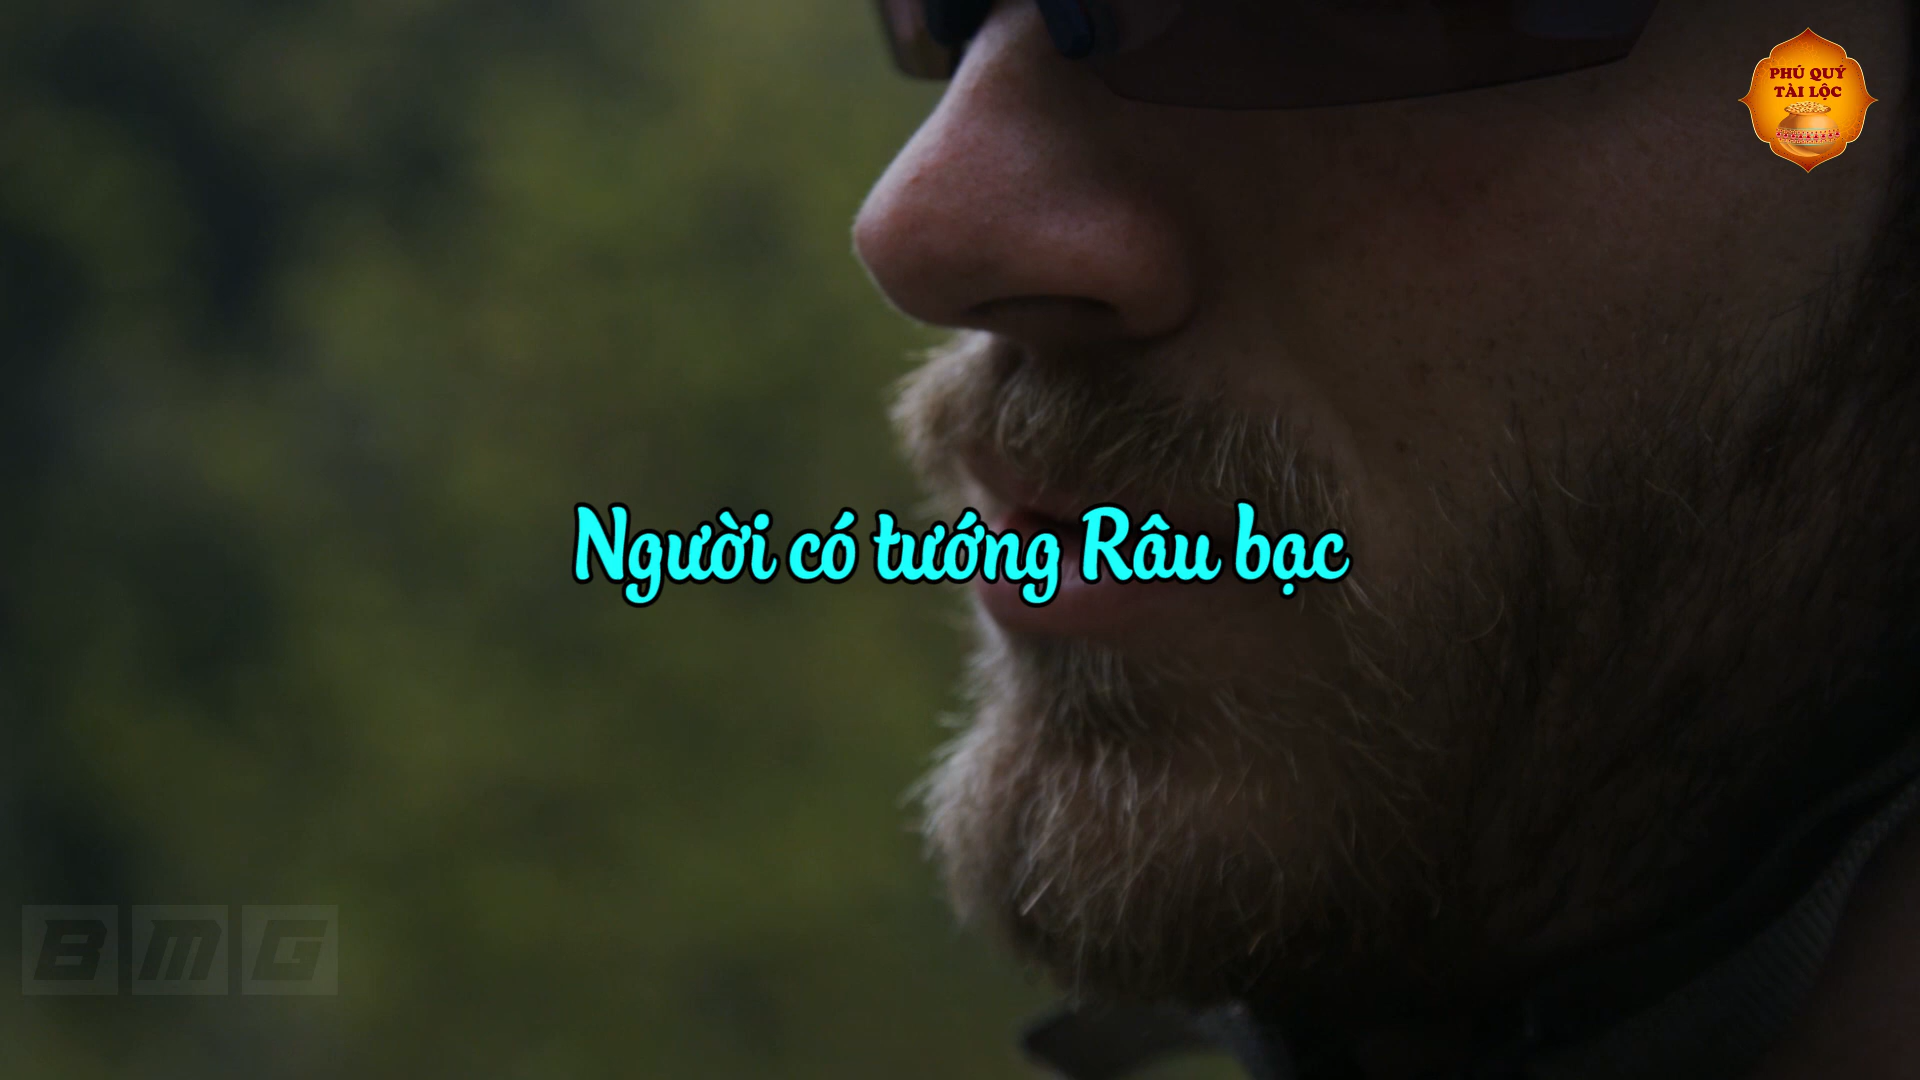 PHÚ QUÝ
TÀI LỘC
Người có tướng Râu bạc
BMG